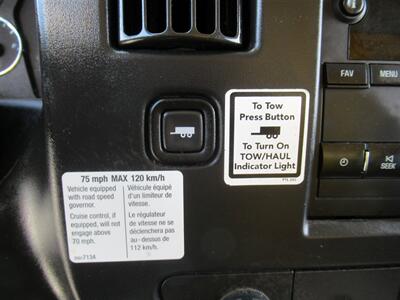 FAV
MENU
To Tow
Press Button
To Turn On
TOW/HAUL
Indicator Light
SEEK
75 mph MAX 120 km/h
Vehicle equipped
with road speed
governor.
Cruise control, if
equipped, will not
engage above
70 mph.
Véhicule équipé
d'un limiteur de
vitesse.
Le régulateur
de vitesse ne se
déclenchera pas
au - dessus de
112 km/h.